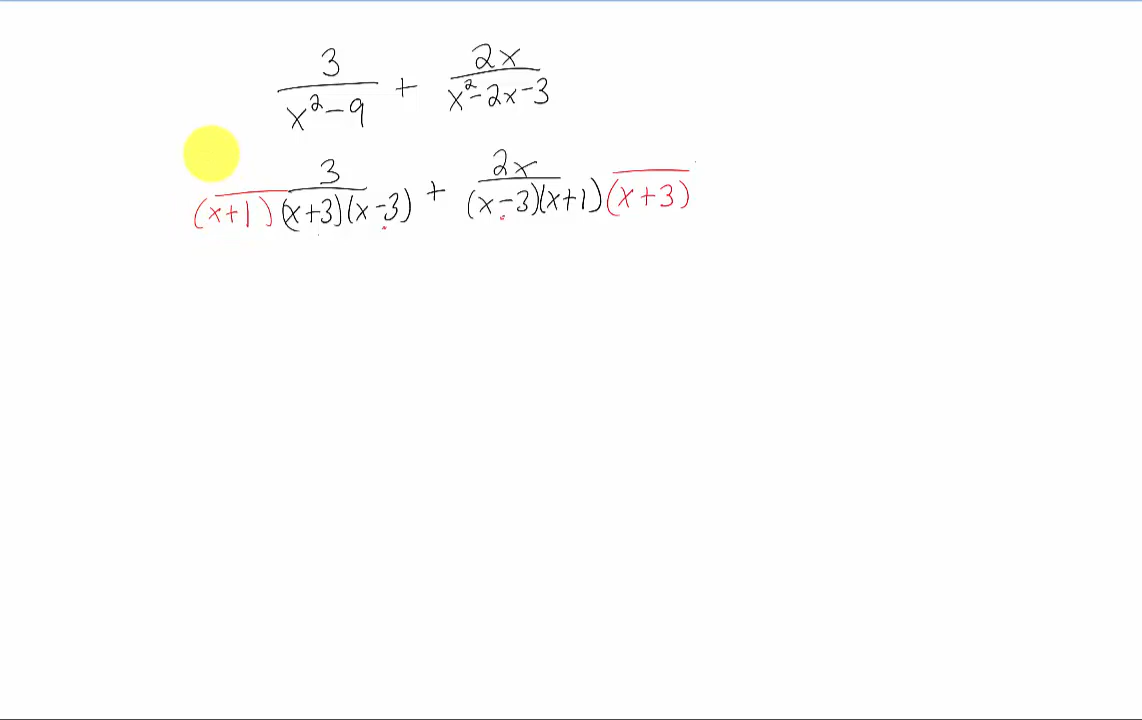 3/(x²-9) + 2x/(x²-2x-3)
/(x+1) 3/(x+3)(x-3) + 2x/(x-3)(x+1) /(x+3)